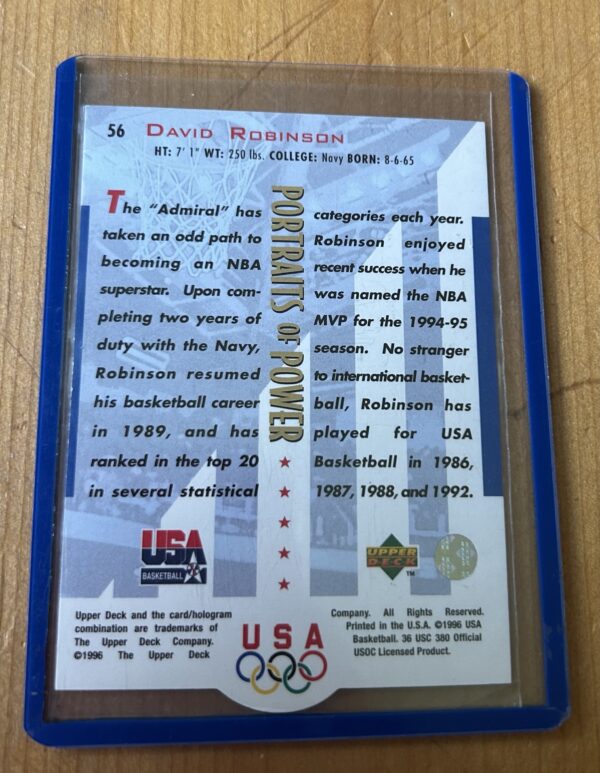 56 DAVID ROBINSON
HT: 7' 1" WT: 250 lbs. COLLEGE: Navy BORN: 8-6-65
The "Admiral" has
taken an odd path to
becoming an NBA
superstar. Upon com-
pleting two years of
duty with the Navy,
Robinson resumed
his basketball career
in 1989, and has
ranked in the top 20
in several statistical
PORTRAITS OF POWER
categories each year.
Robinson enjoyed
recent success when he
was named the NBA
MVP for the 1994-95
season. No stranger
to international basket-
ball, Robinson has
played for USA
Basketball in 1986,
1987, 1988, and 1992.
USA
BASKETBALL
UPPER
DECK
TM
Upper Deck and the card/hologram
combination are trademarks of
The Upper Deck Company.
©1996 The Upper Deck
Company. All Rights Reserved.
Printed in the U.S.A. ©1996 USA
Basketball. 36 USC 380 Official
USOC Licensed Product.
USA